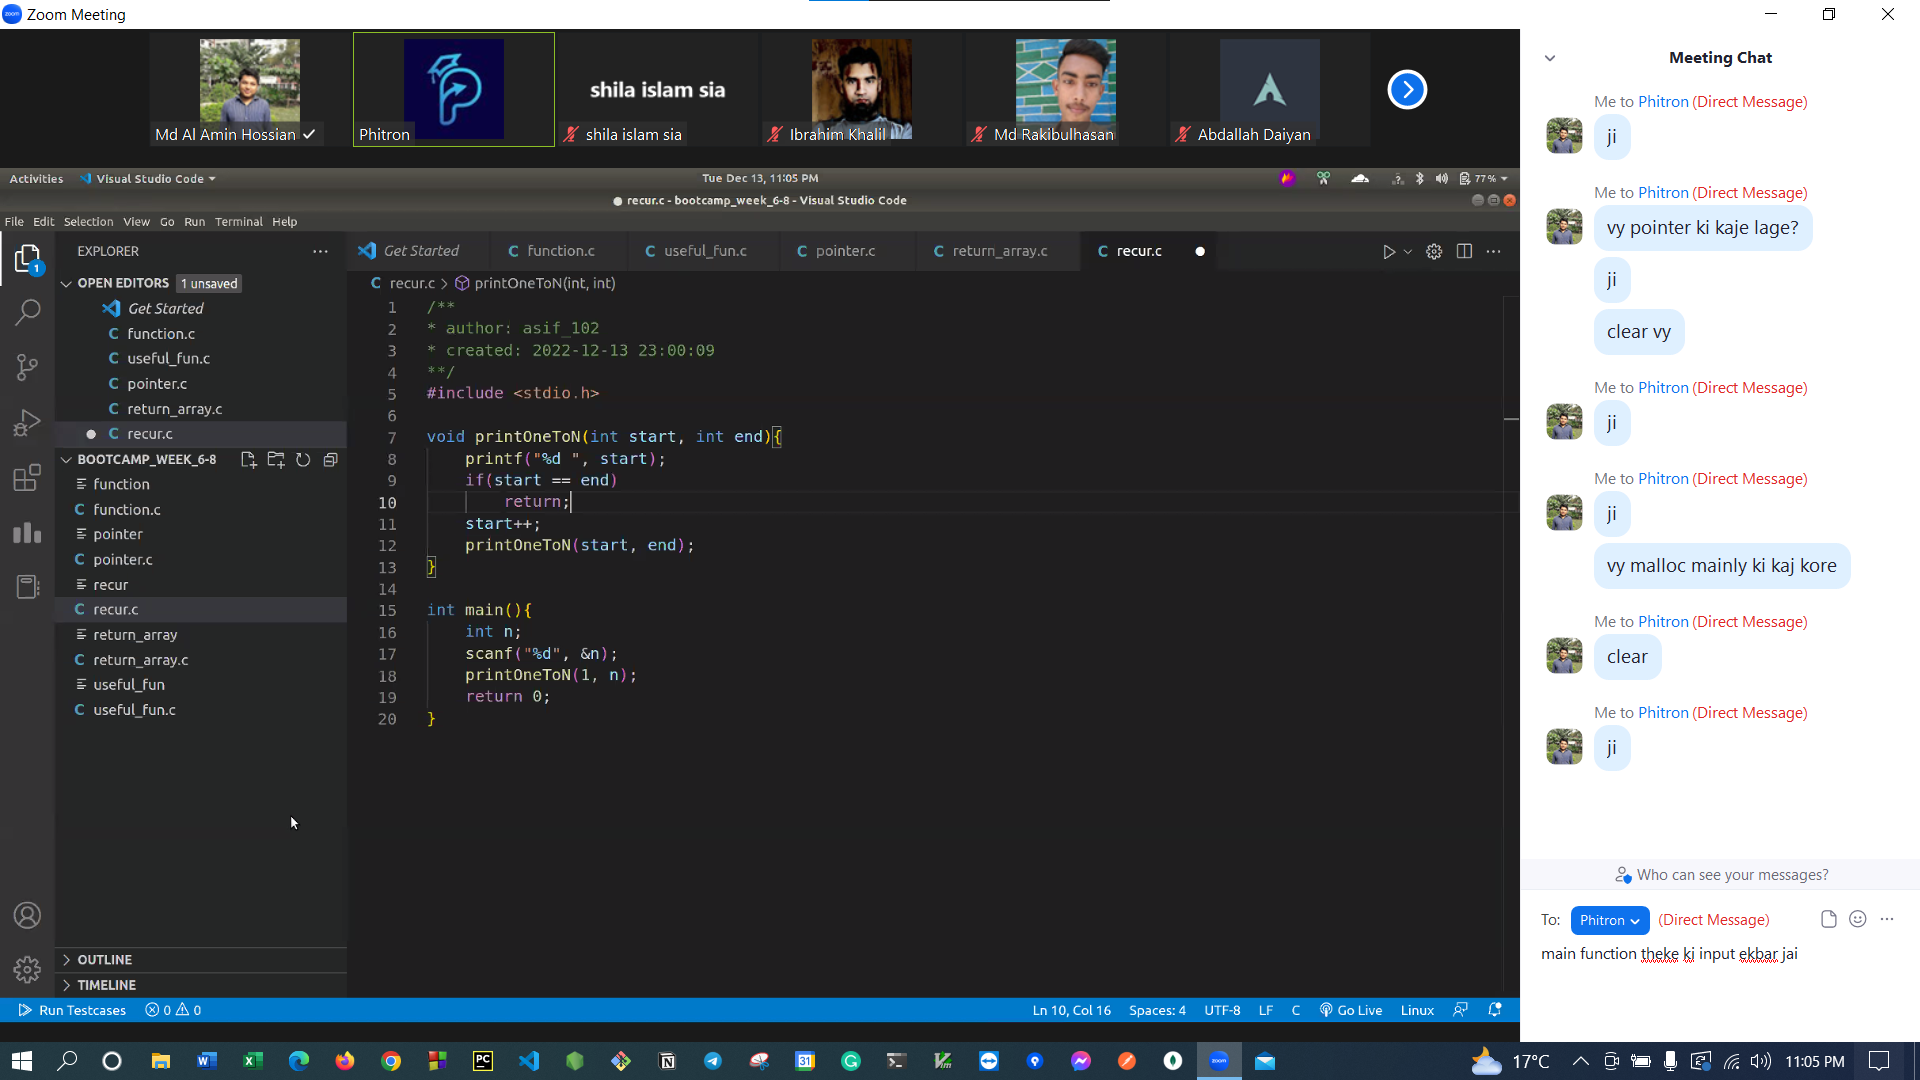 Zoom Meeting
Md Al Amin Hossian
Phitron
shila islam sia
shila islam sia
Ibrahim Khalil
Md Rakibulhasan
Abdallah Daiyan
Activities Visual Studio Code Tue Dec 13, 11:05 PM 77%
recur.c - bootcamp_week_6-8 - Visual Studio Code
File Edit Selection View Go Run Terminal Help
1
EXPLORER
OPEN EDITORS 1 unsaved
Get Started
C function.c
C useful_fun.c
C pointer.c
C return_array.c
C recur.c
BOOTCAMP_WEEK_6-8
function
C function.c
pointer
C pointer.c
recur
C recur.c
return_array
C return_array.c
useful_fun
C useful_fun.c
OUTLINE
TIMELINE
Get Started C function.c C useful_fun.c C pointer.c C return_array.c C recur.c
C recur.c > printOneToN(int, int)
1 /**
2 * author: asif_102
3 * created: 2022-12-13 23:00:09
4 **/
5 #include <stdio.h>
6
7 void printOneToN(int start, int end){
8 printf("%d ", start);
9 if(start == end)
10 return;
11 start++;
12 printOneToN(start, end);
13 }
14
15 int main(){
16 int n;
17 scanf("%d", &n);
18 printOneToN(1, n);
19 return 0;
20 }
Run Testcases 0 0 Ln 10, Col 16 Spaces: 4 UTF-8 LF C Go Live Linux
Meeting Chat
Me to Phitron (Direct Message)
ji
Me to Phitron (Direct Message)
vy pointer ki kaje lage?
ji
clear vy
Me to Phitron (Direct Message)
ji
Me to Phitron (Direct Message)
ji
vy malloc mainly ki kaj kore
Me to Phitron (Direct Message)
clear
Me to Phitron (Direct Message)
ji
Who can see your messages?
To: Phitron (Direct Message)
main function theke ki input ekbar jai
17°C 11:05 PM